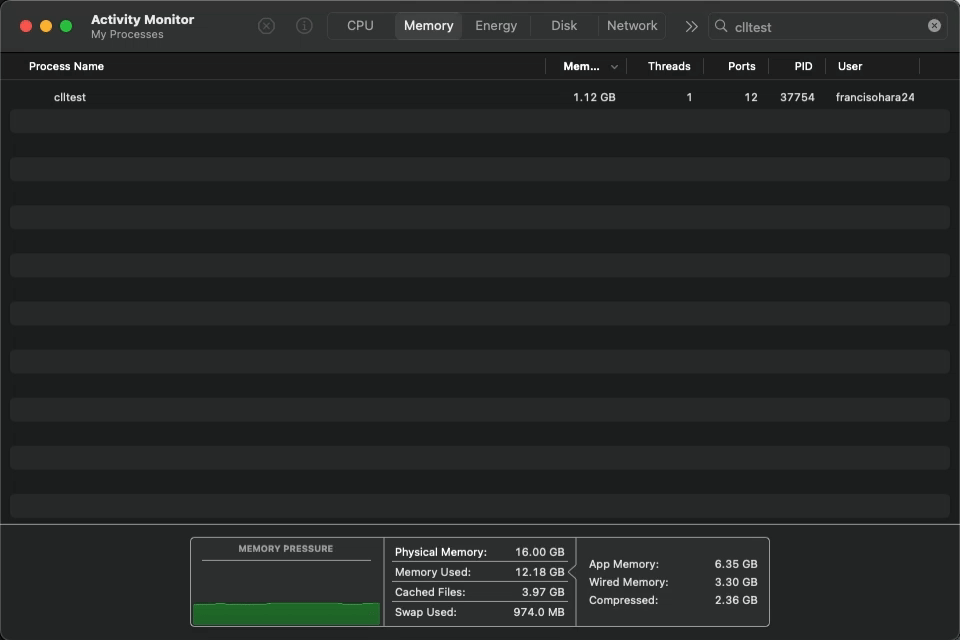 Activity Monitor
My Processes
CPU Memory Energy Disk Network clltest
Process Name Mem... Threads Ports PID User
clltest 1.12 GB 1 12 37754 francisohara24
MEMORY PRESSURE
Physical Memory: 16.00 GB
Memory Used: 12.18 GB
Cached Files: 3.97 GB
Swap Used: 974.0 MB
App Memory: 6.35 GB
Wired Memory: 3.30 GB
Compressed: 2.36 GB